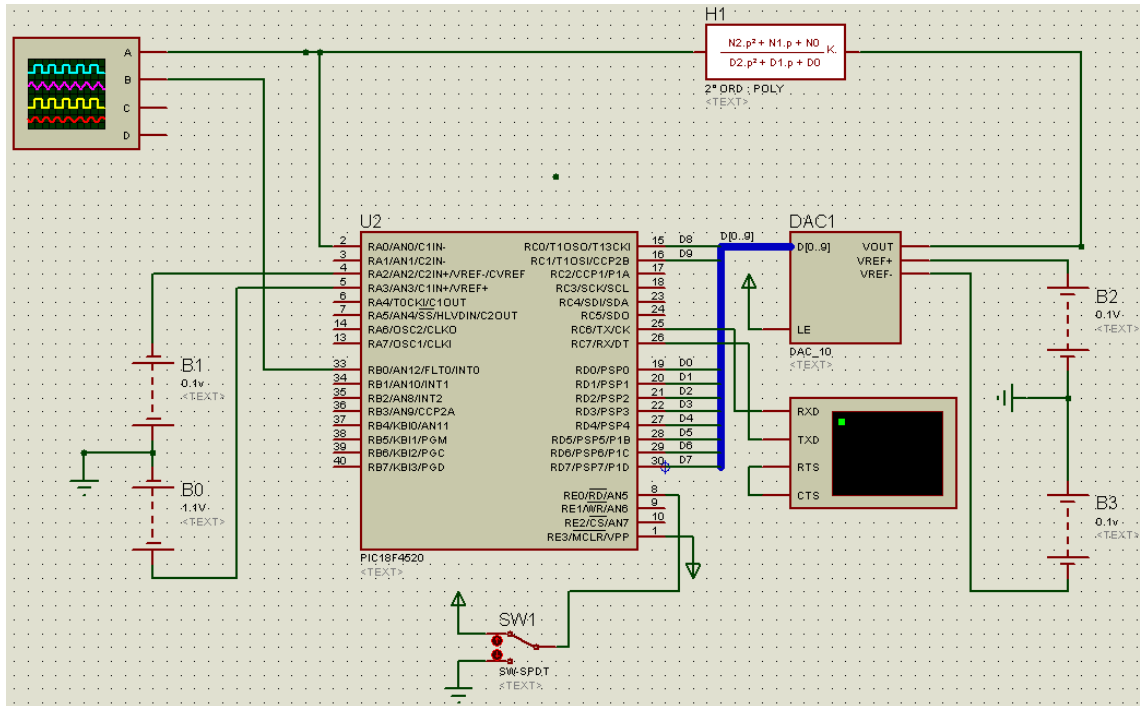 H1
N2.p² + N1.p + N0
D2.p² + D1.p + D0
K.
2ª ORD : POLY
<TEXT>
A
B
C
D
U2
2 RA0/AN0/C1IN-
3 RA1/AN1/C2IN-
4 RA2/AN2/C2IN+/VREF-/CVREF
5 RA3/AN3/C1IN+/VREF+
6 RA4/T0CKI/C1OUT
7 RA5/AN4/SS/HLVDIN/C2OUT
14 RA6/OSC2/CLKO
13 RA7/OSC1/CLKI
33 RB0/AN12/FLT0/INT0
34 RB1/AN10/INT1
35 RB2/AN8/INT2
36 RB3/AN9/CCP2A
37 RB4/KBI0/AN11
38 RB5/KBI1/PGM
39 RB6/KBI2/PGC
40 RB7/KBI3/PGD
RC0/T1OSO/T13CKI 15 D8
RC1/T1OSI/CCP2B 16 D9
RC2/CCP1/P1A 17
RC3/SCK/SCL 18
RC4/SDI/SDA 23
RC5/SDO 24
RC6/TX/CK 25
RC7/RX/DT 26
RD0/PSP0 19 D0
RD1/PSP1 20 D1
RD2/PSP2 21 D2
RD3/PSP3 22 D3
RD4/PSP4 27 D4
RD5/PSP5/P1B 28 D5
RD6/PSP6/P1C 29 D6
RD7/PSP7/P1D 30 D7
RE0/RD/AN5 8
RE1/WR/AN6 9
RE2/CS/AN7 10
RE3/MCLR/VPP 1
PIC18F4520
<TEXT>
D[0..9]
DAC1
D[0..9]
VOUT
VREF+
VREF-
LE
DAC_10
<TEXT>
RXD
TXD
RTS
CTS
B1
0.1v
<TEXT>
B0
1.1V
<TEXT>
B2
0.1V
<TEXT>
B3
0.1v
<TEXT>
SW1
SW-SPDT
<TEXT>